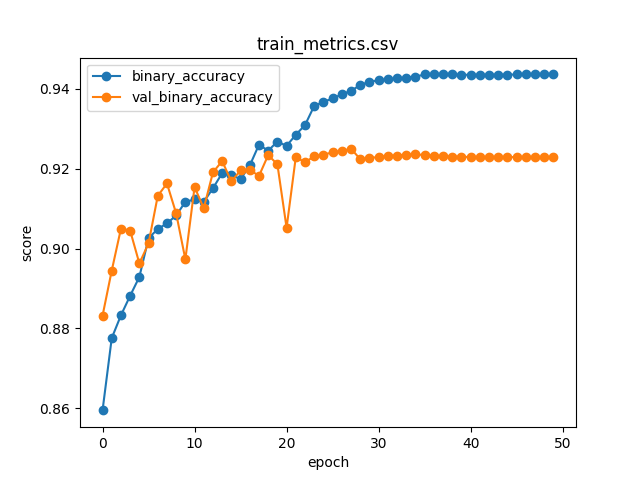 train_metrics.csv
binary_accuracy
val_binary_accuracy
0.94
0.92
0.90
0.88
0.86
score
0 10 20 30 40 50
epoch